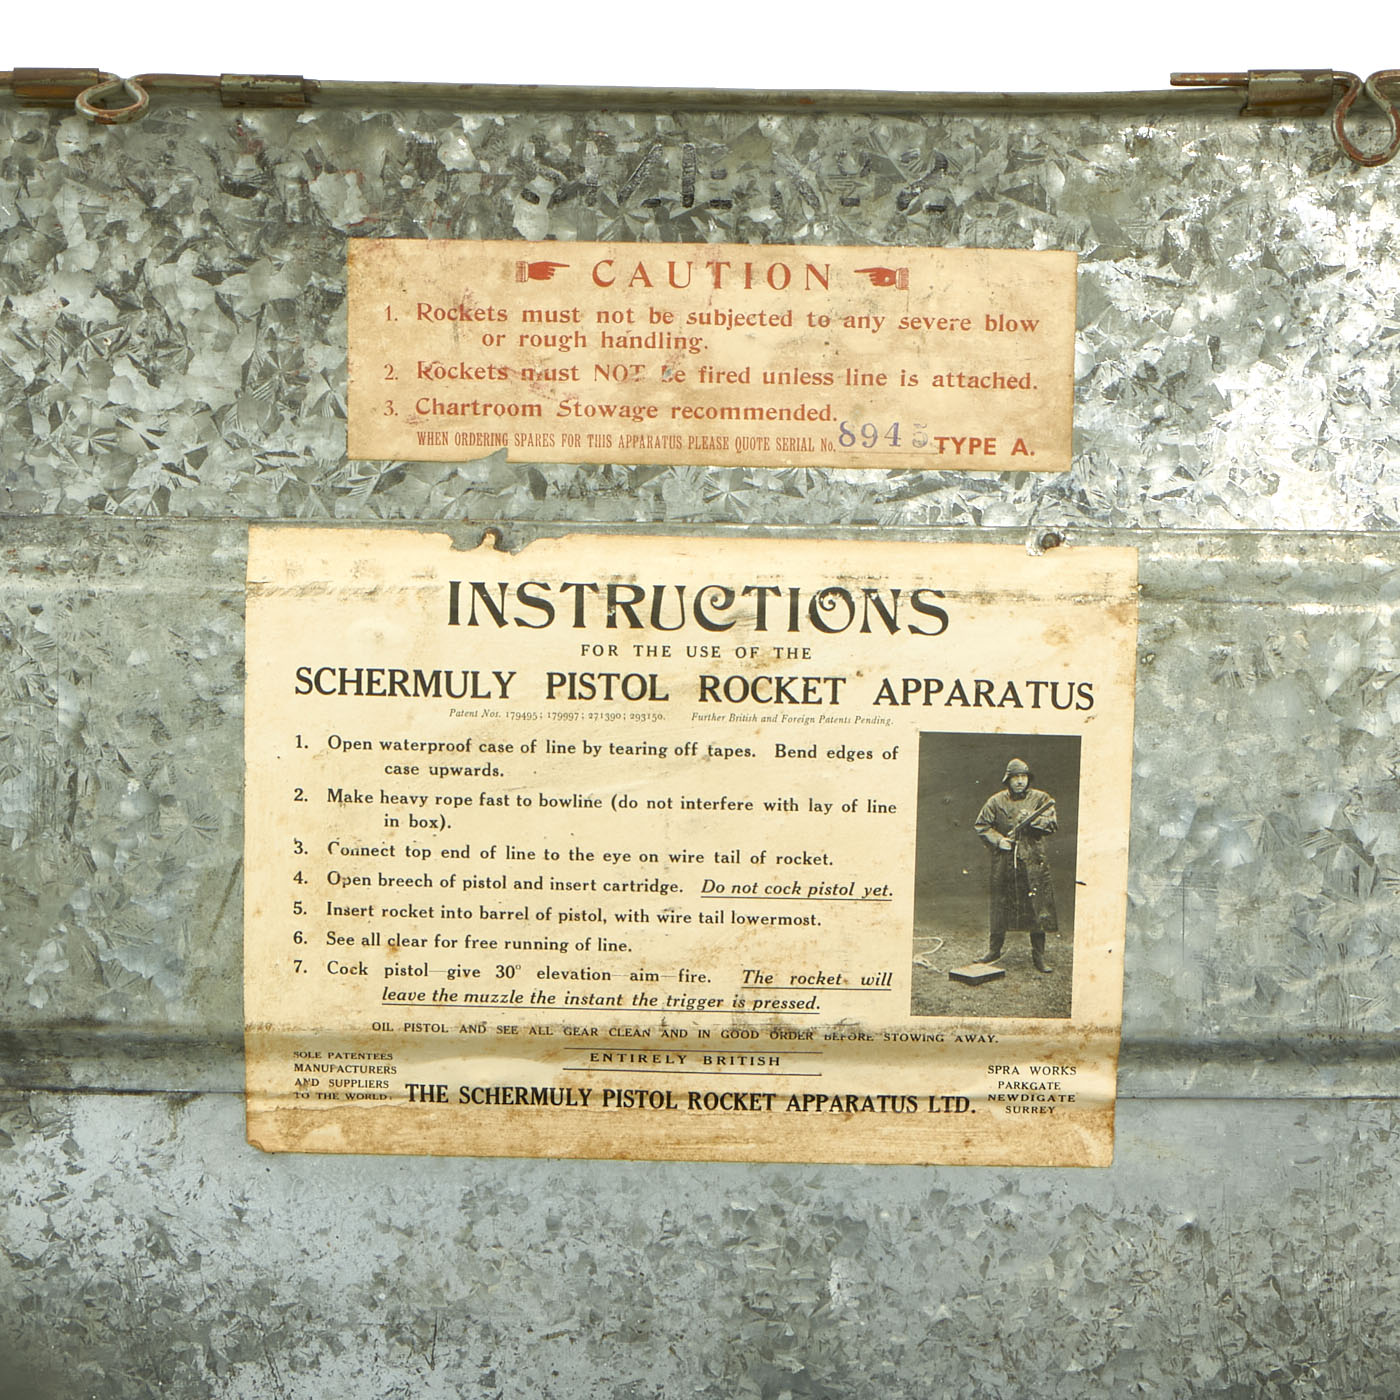 CAUTION
1. Rockets must not be subjected to any severe blow
or rough handling.
2. Rockets must NOT be fired unless line is attached.
3. Chartroom Stowage recommended.
WHEN ORDERING SPARES FOR THIS APPARATUS PLEASE QUOTE SERIAL No. 8945 TYPE A.
INSTRUCTIONS
FOR THE USE OF THE
SCHERMULY PISTOL ROCKET APPARATUS
Patent Nos. 179495; 179997; 271390; 293150. Further British and Foreign Patents Pending.
1. Open waterproof case of line by tearing off tapes. Bend edges of
case upwards.
2. Make heavy rope fast to bowline (do not interfere with lay of line
in box).
3. Connect top end of line to the eye on wire tail of rocket.
4. Open breech of pistol and insert cartridge. Do not cock pistol yet.
5. Insert rocket into barrel of pistol, with wire tail lowermost.
6. See all clear for free running of line.
7. Cock pistol—give 30° elevation—aim—fire. The rocket will
leave the muzzle the instant the trigger is pressed.
OIL PISTOL AND SEE ALL GEAR CLEAN AND IN GOOD ORDER BEFORE STOWING AWAY.
ENTIRELY BRITISH
SOLE PATENTEES
MANUFACTURERS
AND SUPPLIERS
TO THE WORLD.
THE SCHERMULY PISTOL ROCKET APPARATUS LTD.
SPRA WORKS
PARKGATE
NEWDIGATE
SURREY